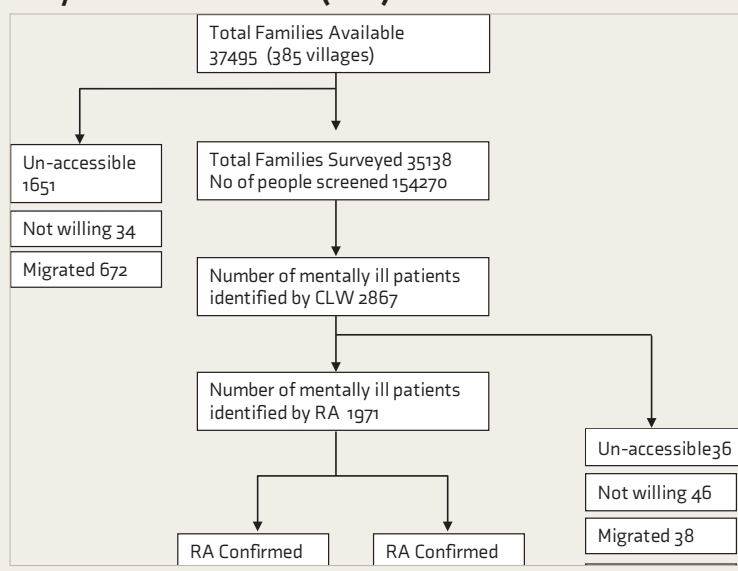 Total Families Available
37495 (385 villages)
Un-accessible
1651
Total Families Surveyed 35138
No of people screened 154270
Not willing 34
Migrated 672
Number of mentally ill patients
identified by CLW 2867
Number of mentally ill patients
identified by RA 1971
Un-accessible36
Not willing 46
Migrated 38
RA Confirmed
RA Confirmed